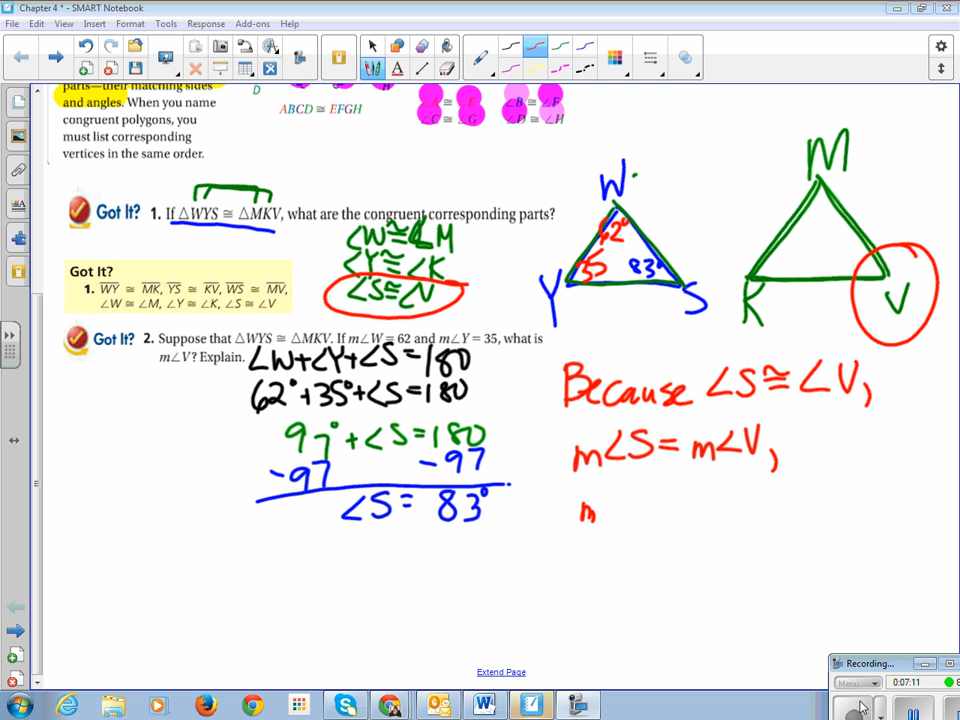 Chapter 4 * - SMART Notebook
File Edit View Insert Format Tools Response Add-ons Help
parts—their matching sides
and angles. When you name
congruent polygons, you
must list corresponding
vertices in the same order.
D
H
ABCD ≅ EFGH
∠A ≅ ∠E ∠B ≅ ∠F
∠C ≅ ∠G ∠D ≅ ∠H
Got It? 1. If △WYS ≅ △MKV, what are the congruent corresponding parts?
∠W ≅ ∠M
∠Y ≅ ∠K
∠S ≅ ∠V
Got It?
1. WY ≅ MK, YS ≅ KV, WS ≅ MV,
∠W ≅ ∠M, ∠Y ≅ ∠K, ∠S ≅ ∠V
W
62°
35 83°
Y S
M
K V
Got It? 2. Suppose that △WYS ≅ △MKV. If m∠W = 62 and m∠Y = 35, what is
m∠V? Explain.
∠W+∠Y+∠S=180
62°+35°+∠S=180
97°+∠S=180
-97 -97
∠S= 83°
Because ∠S ≅ ∠V,
m∠S = m∠V,
m
Extend Page
Recording...
Menu
0:07:11
8